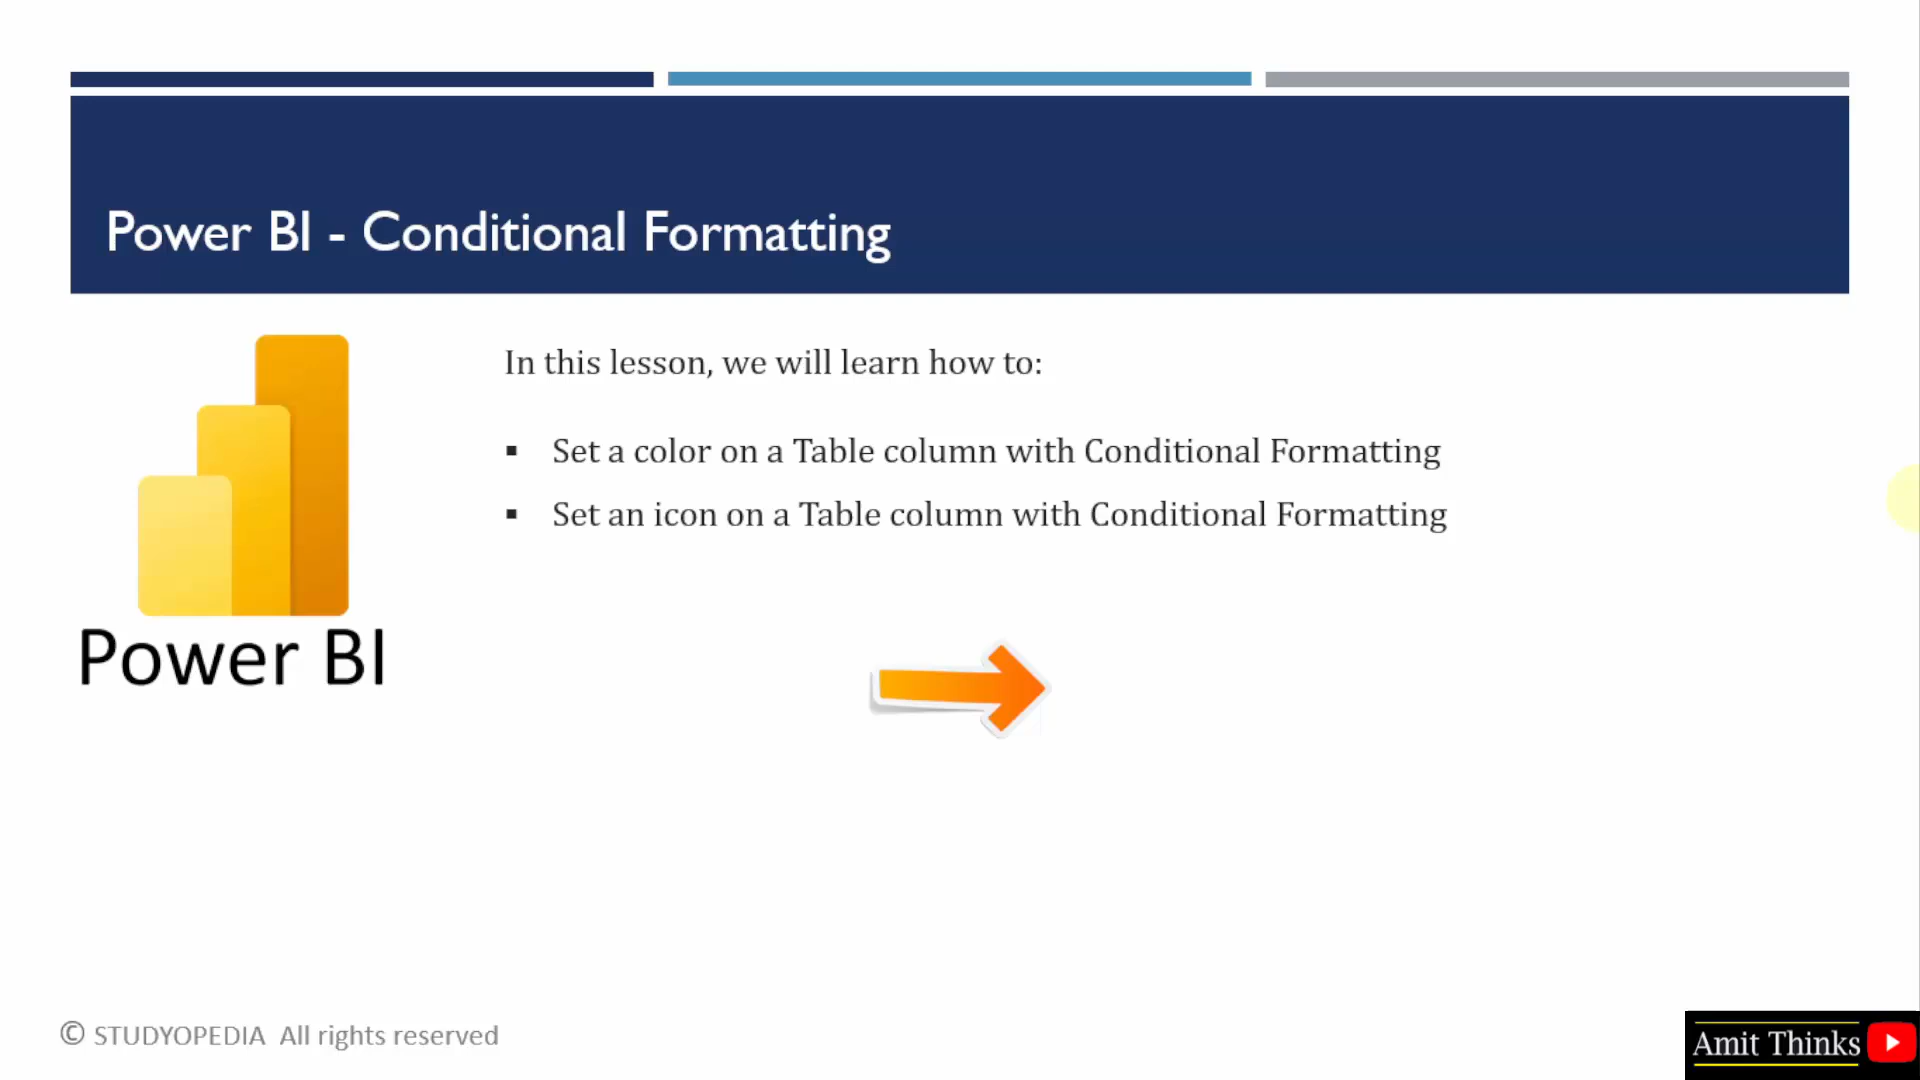 Power BI - Conditional Formatting
In this lesson, we will learn how to:
▪ Set a color on a Table column with Conditional Formatting
▪ Set an icon on a Table column with Conditional Formatting
Power BI
© STUDYOPEDIA All rights reserved
Amit Thinks